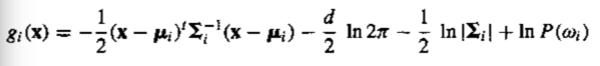 g_i(x) = -\frac{1}{2}(x - μ_i)^t Σ_i^{-1}(x - μ_i) - \frac{d}{2} ln 2π - \frac{1}{2} ln |Σ_i| + ln P(ω_i)